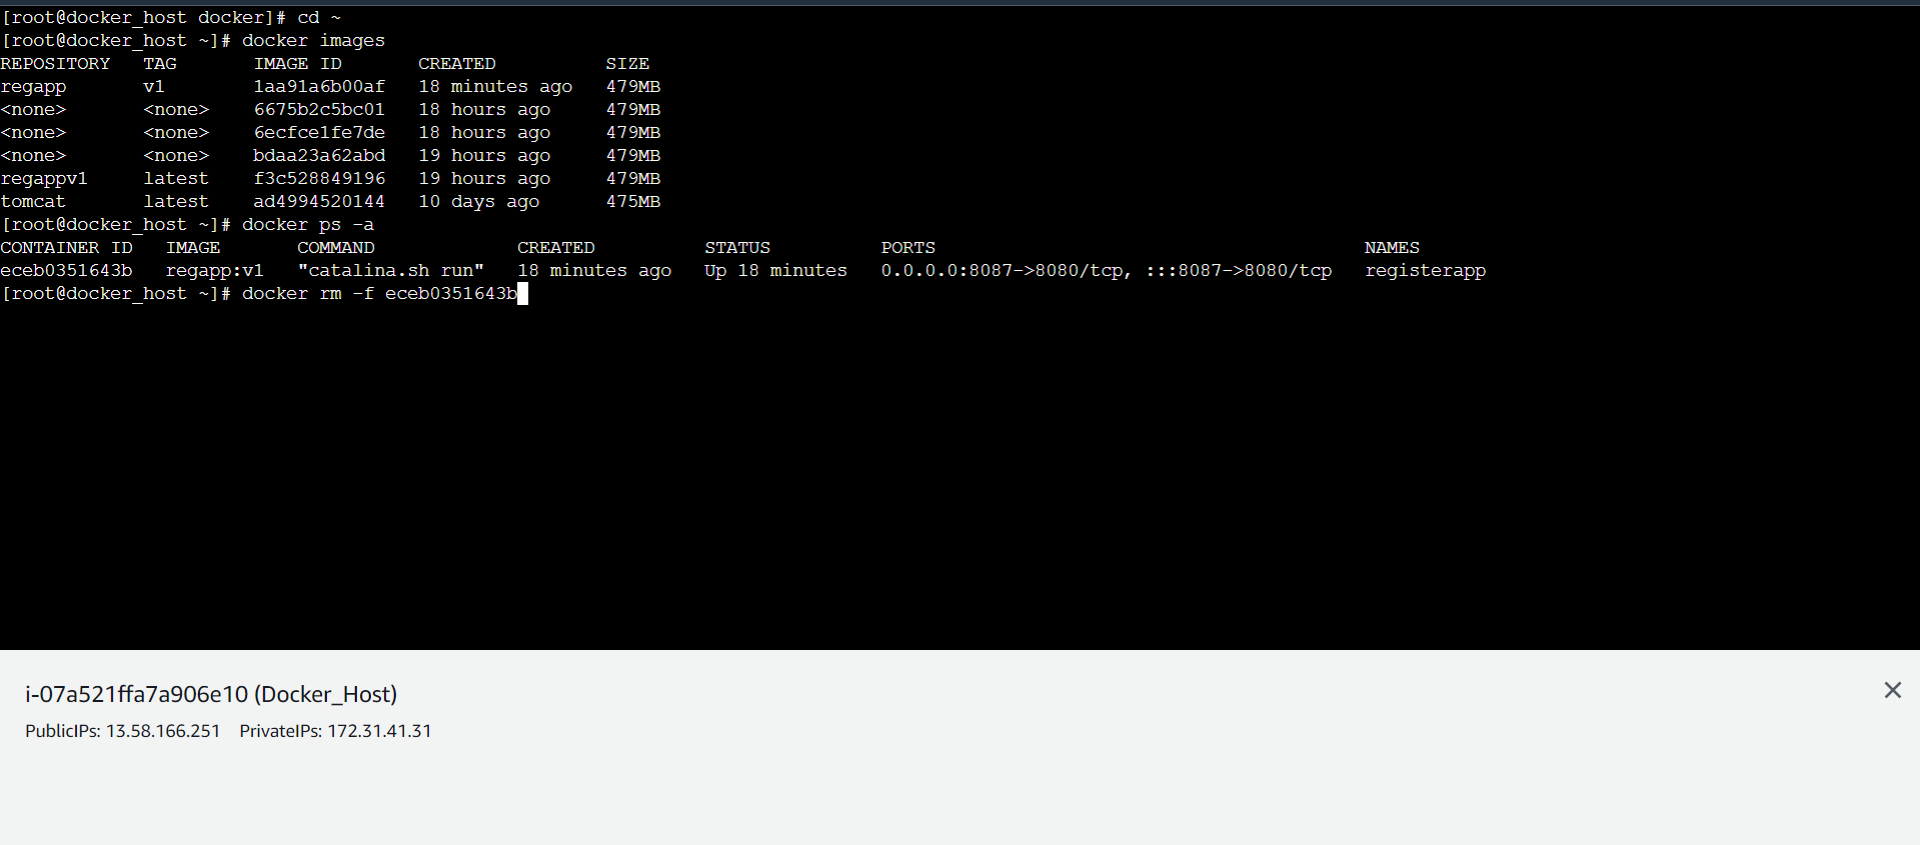 [root@docker_host docker]# cd ~
[root@docker_host ~]# docker images
REPOSITORY   TAG       IMAGE ID       CREATED          SIZE
regapp       v1        1aa91a6b00af   18 minutes ago   479MB
<none>       <none>    6675b2c5bc01   18 hours ago     479MB
<none>       <none>    6ecfce1fe7de   18 hours ago     479MB
<none>       <none>    bdaa23a62abd   19 hours ago     479MB
regappv1     latest    f3c528849196   19 hours ago     479MB
tomcat       latest    ad4994520144   10 days ago      475MB
[root@docker_host ~]# docker ps -a
CONTAINER ID   IMAGE       COMMAND             CREATED          STATUS          PORTS                                       NAMES
eceb0351643b   regapp:v1   "catalina.sh run"   18 minutes ago   Up 18 minutes   0.0.0.0:8087->8080/tcp, :::8087->8080/tcp   registerapp
[root@docker_host ~]# docker rm -f eceb0351643b
i-07a521ffa7a906e10 (Docker_Host)
PublicIPs: 13.58.166.251    PrivateIPs: 172.31.41.31